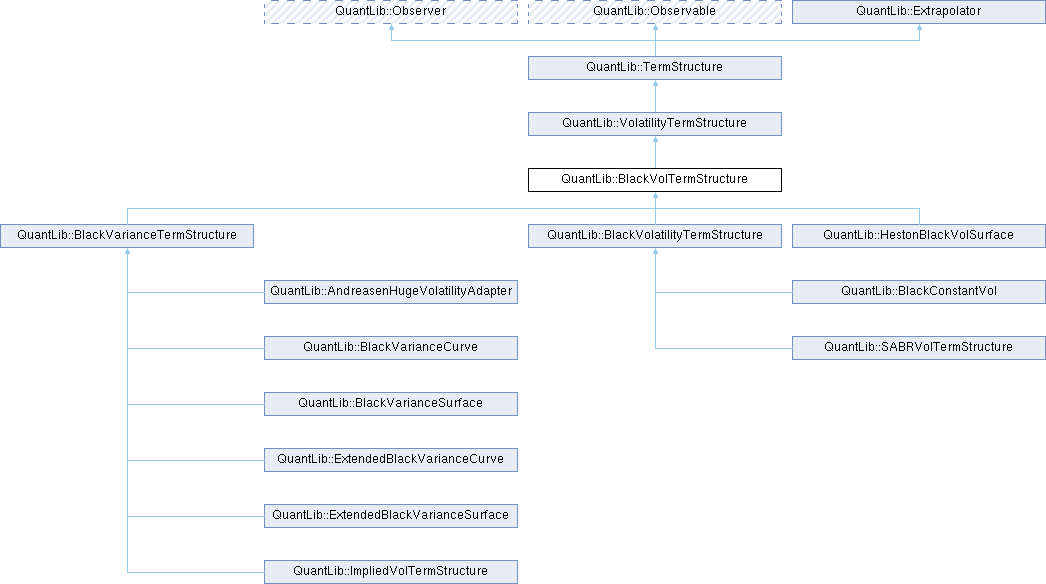 QuantLib::Observer
QuantLib::Observable
QuantLib::Extrapolator
QuantLib::TermStructure
QuantLib::VolatilityTermStructure
QuantLib::BlackVolTermStructure
QuantLib::BlackVarianceTermStructure
QuantLib::BlackVolatilityTermStructure
QuantLib::HestonBlackVolSurface
QuantLib::AndreasenHugeVolatilityAdapter
QuantLib::BlackConstantVol
QuantLib::BlackVarianceCurve
QuantLib::SABRVolTermStructure
QuantLib::BlackVarianceSurface
QuantLib::ExtendedBlackVarianceCurve
QuantLib::ExtendedBlackVarianceSurface
QuantLib::ImpliedVolTermStructure